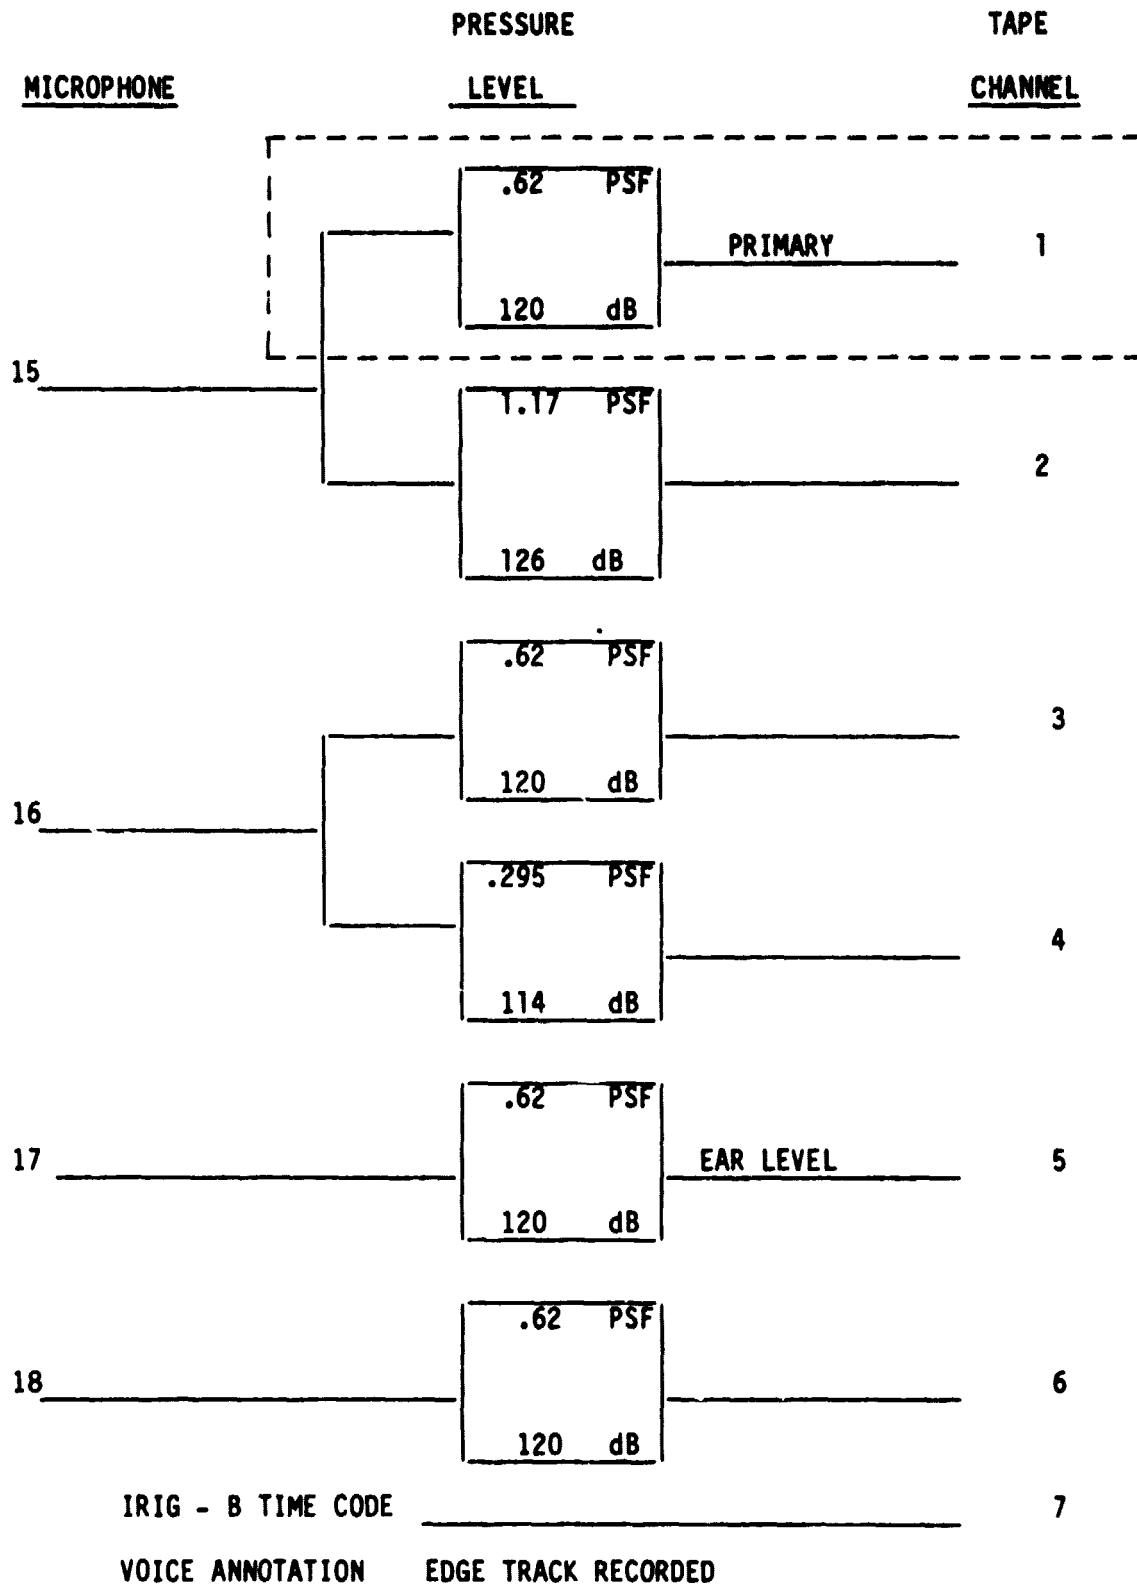 PRESSURE TAPE
MICROPHONE LEVEL CHANNEL
.62 PSF
PRIMARY 1
120 dB
15
1.17 PSF
2
126 dB
.62 PSF
3
120 dB
16
.295 PSF
4
114 dB
.62 PSF
17 EAR LEVEL 5
120 dB
.62 PSF
18 6
120 dB
IRIG - B TIME CODE 7
VOICE ANNOTATION EDGE TRACK RECORDED